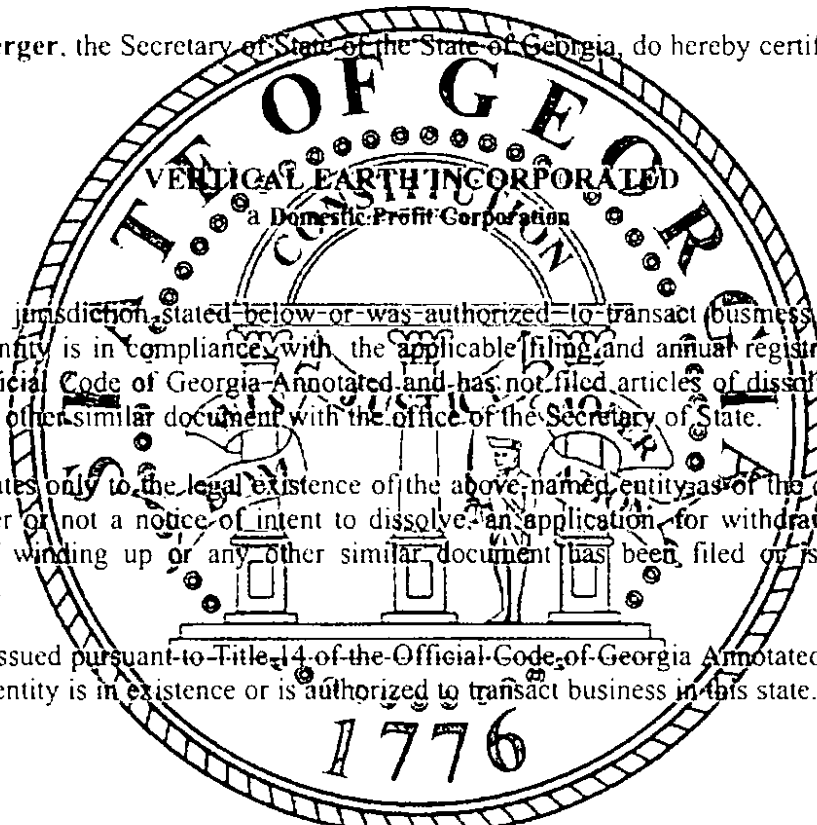 erger, the Secretary of State of the State of Georgia, do hereby certif
STATE OF GEORGIA
VERTICAL EARTH INCORPORATED
a Domestic Profit Corporation
CONSTITUTION
jurisdiction stated below or was authorized to transact business
ntity is in compliance with the applicable filing and annual regist
icial Code of Georgia Annotated and has not filed articles of disso
other similar document with the office of the Secretary of State.
ates only to the legal existence of the above-named entity as of the
er or not a notice of intent to dissolve, an application for withdraw
winding up or any other similar document has been filed or is
ssued pursuant to Title 14 of the Official Code of Georgia Annotated
entity is in existence or is authorized to transact business in this state.
1776